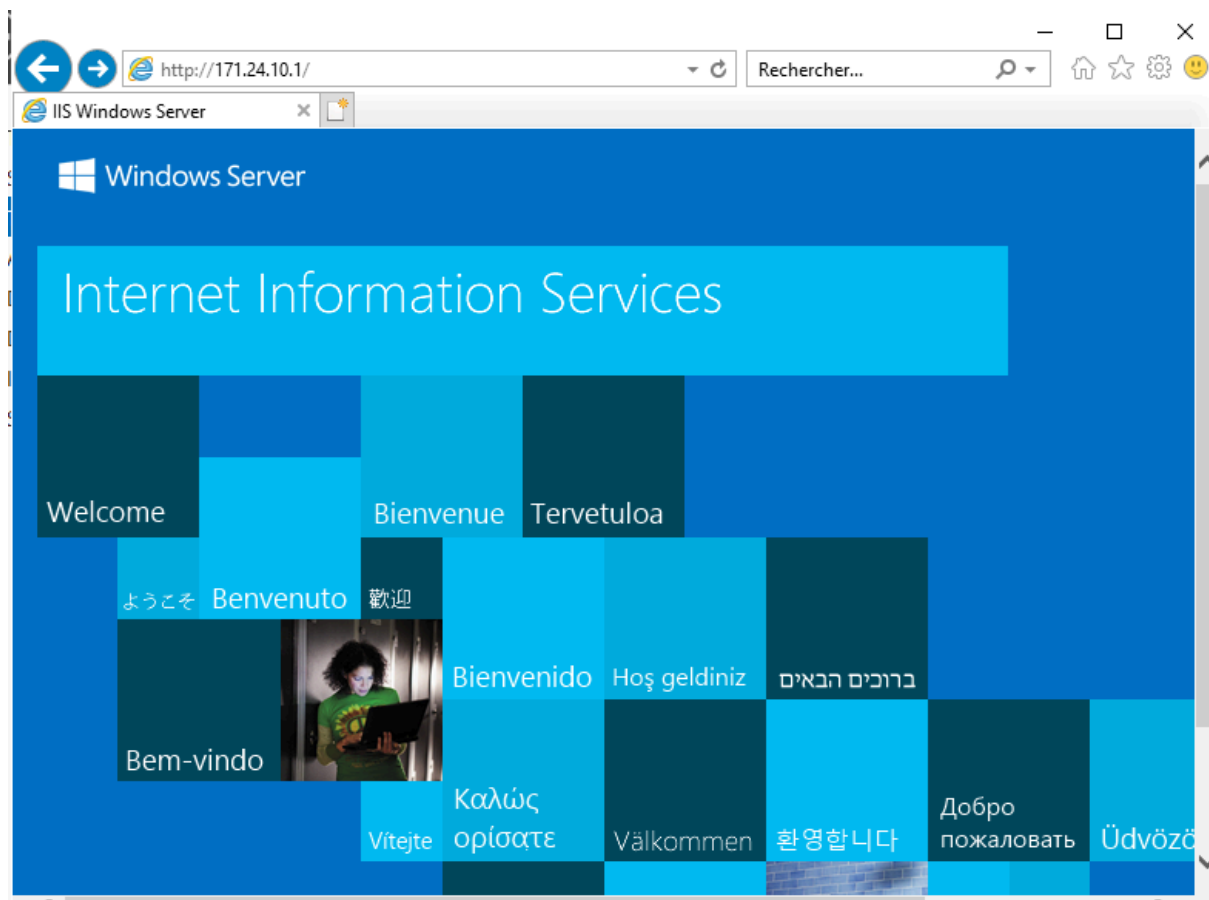 http://171.24.10.1/
Rechercher...
IIS Windows Server
Windows Server
Internet Information Services
Welcome
Bienvenue
Tervetuloa
ようこそ
Benvenuto
歡迎
Bienvenido
Hoş geldiniz
ברוכים הבאים
Bem-vindo
Vítejte
Καλώς
ορίσατε
Välkommen
환영합니다
Добро
пожаловать
Üdvözö